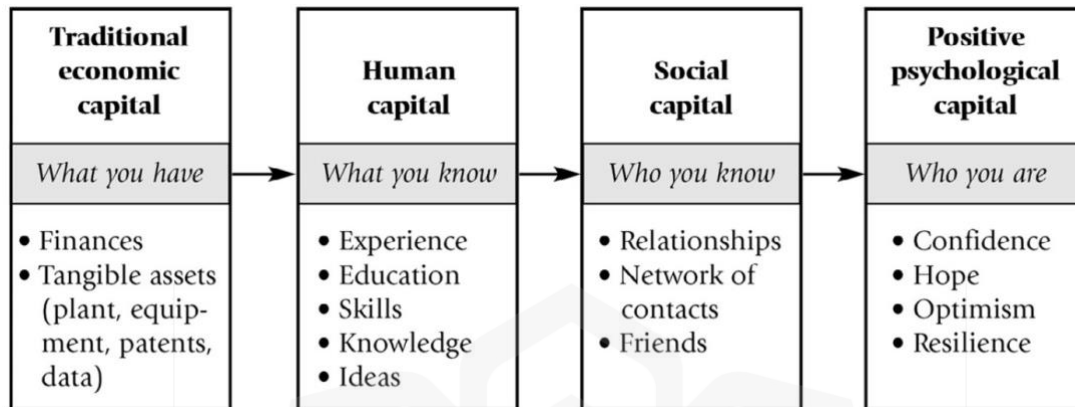 Traditional
economic
capital
What you have
• Finances
• Tangible assets
(plant, equip-
ment, patents,
data)
Human
capital
What you know
• Experience
• Education
• Skills
• Knowledge
• Ideas
Social
capital
Who you know
• Relationships
• Network of
contacts
• Friends
Positive
psychological
capital
Who you are
• Confidence
• Hope
• Optimism
• Resilience